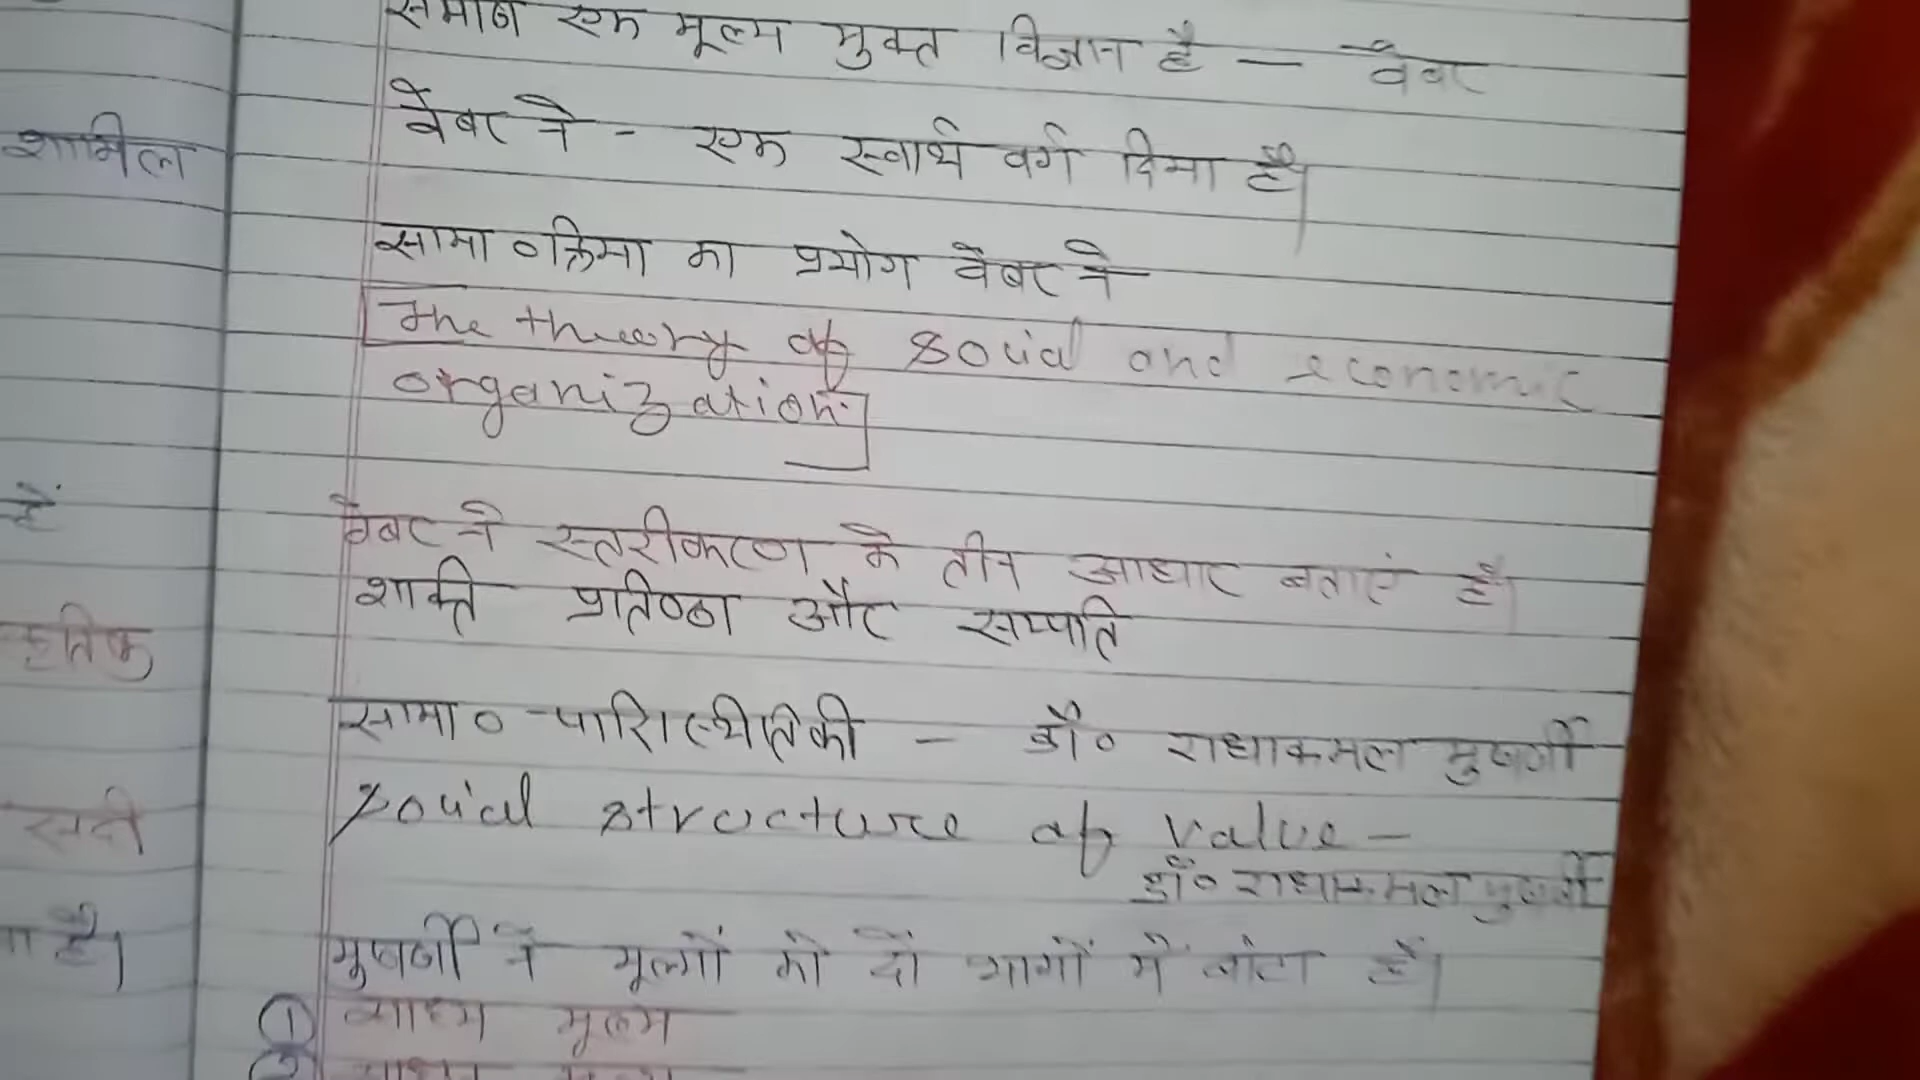 समाज एक मूल्य मुक्त विज्ञान है — वेबर
वेबर ने - एक स्वार्थ वर्ग दिया है।
शामिल
सामा० क्रिया का प्रयोग वेबर ने
The theory of social and economic
organization.
हैं
वेबर ने स्तरीकरण के तीन आधार बताएं है।
शक्ति प्रतिष्ठा और सम्पति
सामा० पारिस्थितिकी — डॉ० राधाकमल मुखर्जी
social structure of value —
डॉ० राधाकमल मुखर्जी
सदी
है।
मुखर्जी ने मूल्यों को दो भागों में बांटा है।
① साध्य मूल्य